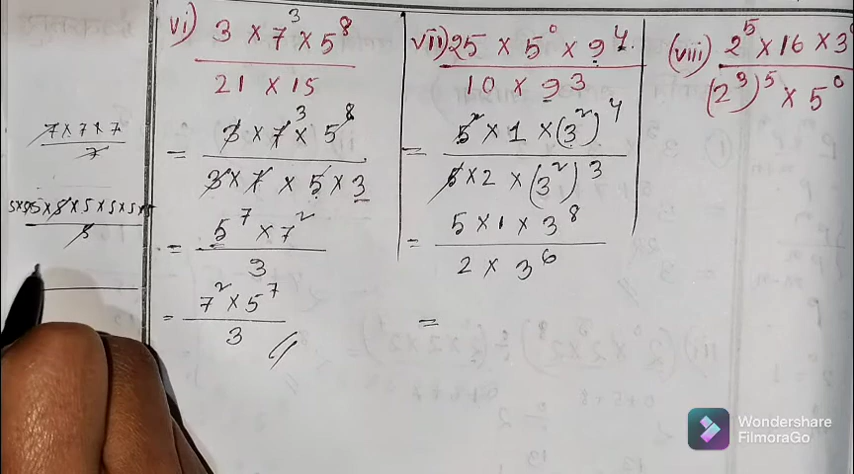 vi) 3 × 7³ × 5⁸
21 × 15
= 3 × 7³ × 5⁸
3 × 7 × 5 × 3
= 5⁷ × 7²
3
= 7² × 5⁷
3 //
7 × 7 × 7
7
5
vii) 25 × 5⁰ × 9⁴
10 × 9³
= 5² × 1 × (3²)⁴
5 × 2 × (3²)³
= 5 × 1 × 3⁸
2 × 3⁶
=
(viii) 2⁵ × 16 × 3
(2³)⁵ × 5⁰
Wondershare
FilmoraGo